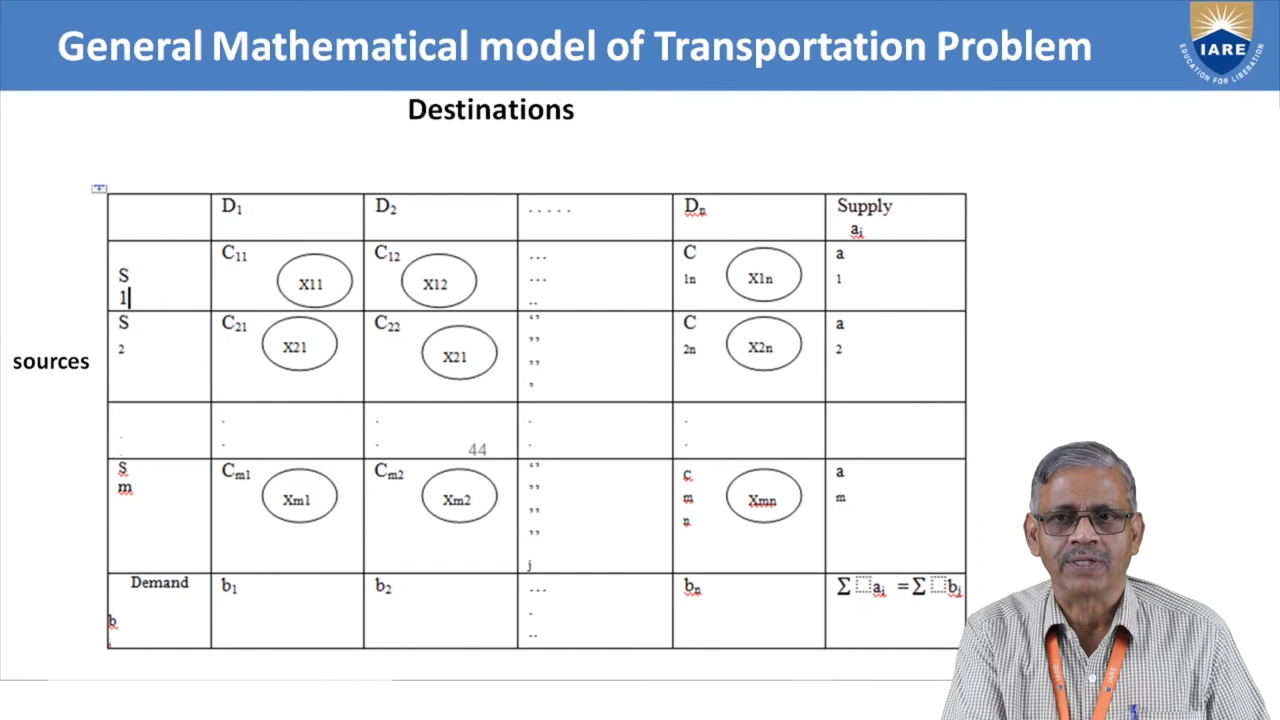 General Mathematical model of Transportation Problem
IARE
EDUCATION FOR LIBERATION
Destinations
D1 D2 ..... Dn Supply
ai
S
1
C11 X11 C12 X12 ...
...
..
C
1n
X1n a
1
S
2
C21 X21 C22 X21 ‘’
’’
’’
’
C
2n
X2n a
2
sources
.
.
.
.
.
.
44
.
.
.
.
S
m
Cm1 Xm1 Cm2 Xm2 ‘’
’’
’’
’’
j
c
m
n
Xmn a
m
Demand
b
b1 b2 ...
.
..
bn ∑ ai = ∑ bj
IARE